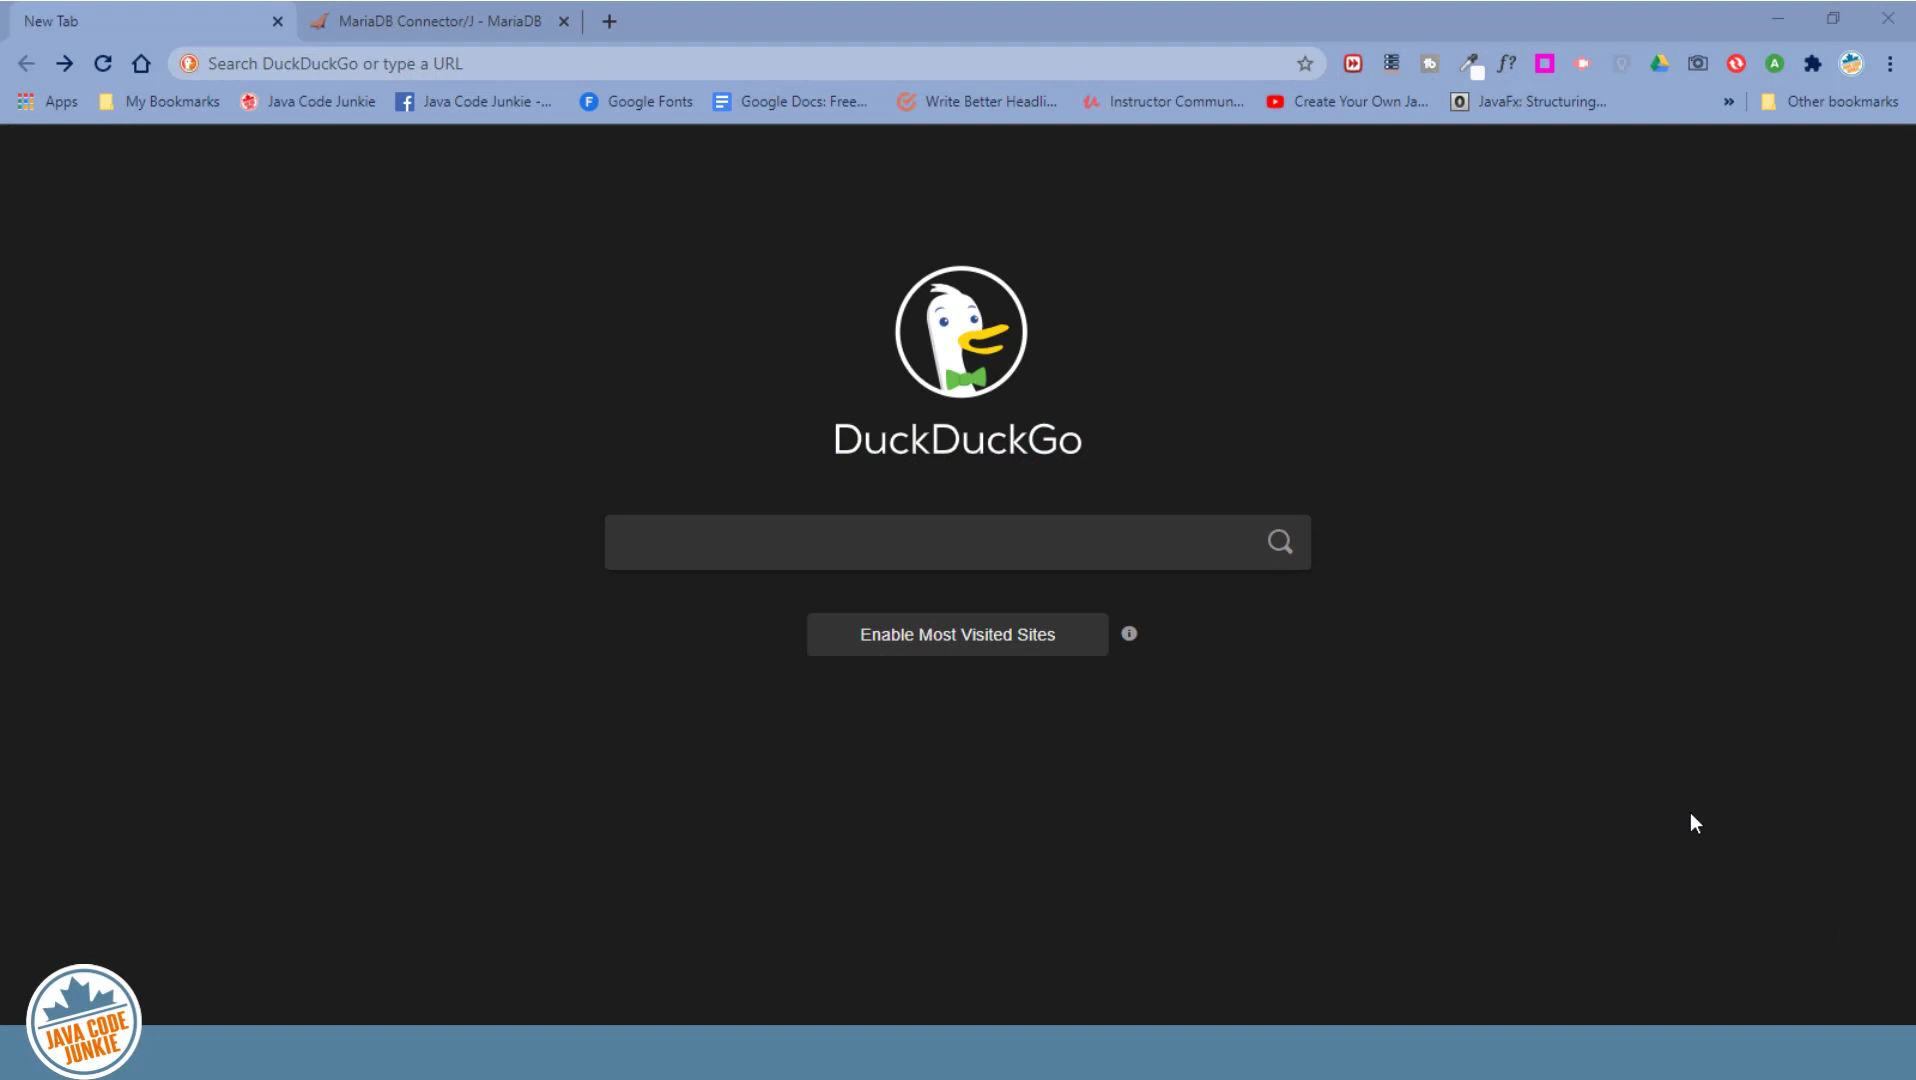 New Tab
MariaDB Connector/J - MariaDB
Search DuckDuckGo or type a URL
f?
tb
A
Apps
My Bookmarks
Java Code Junkie
Java Code Junkie -...
F
Google Fonts
Google Docs: Free...
Write Better Headli...
Instructor Commun...
Create Your Own Ja...
O
JavaFx: Structuring...
»
Other bookmarks
DuckDuckGo
Enable Most Visited Sites
JAVA CODE
JUNKIE